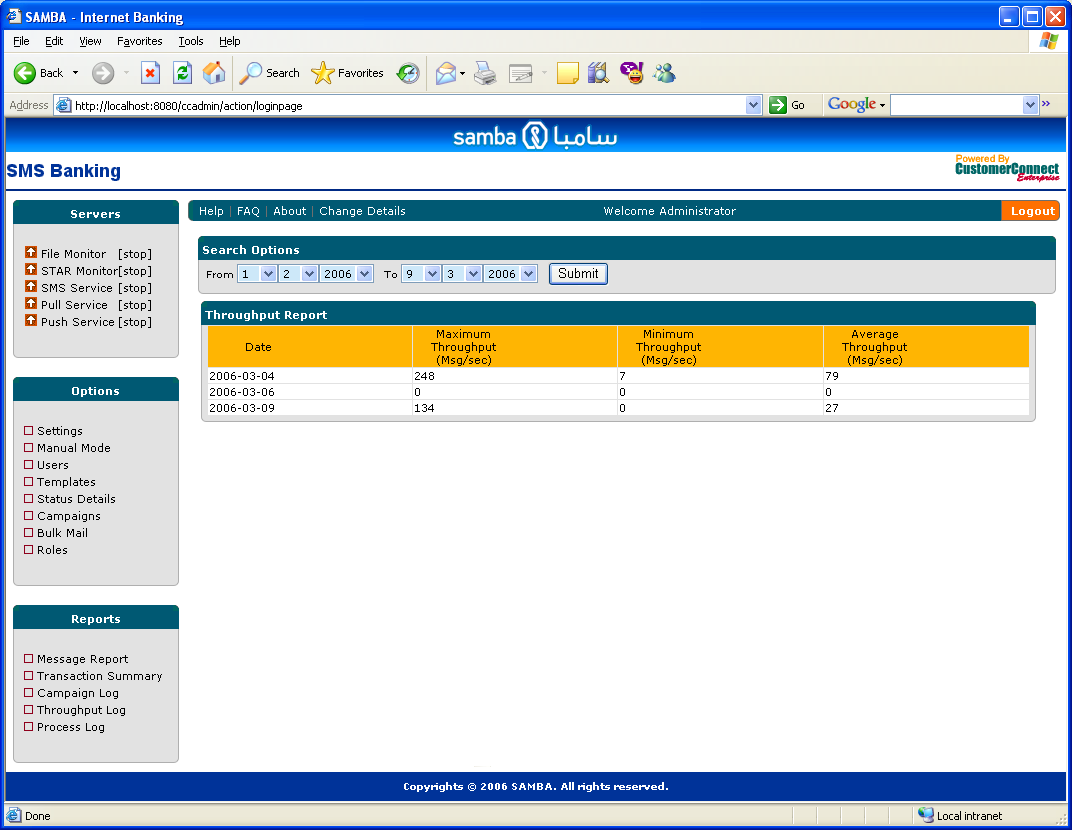 SAMBA - Internet Banking
File Edit View Favorites Tools Help
Back Search Favorites
Address http://localhost:8080/ccadmin/action/loginpage Go Google »
samba سامبا
SMS Banking
Powered By
CustomerConnect
Enterprise
Servers
File Monitor [stop]
STAR Monitor[stop]
SMS Service [stop]
Pull Service [stop]
Push Service [stop]
Options
Settings
Manual Mode
Users
Templates
Status Details
Campaigns
Bulk Mail
Roles
Reports
Message Report
Transaction Summary
Campaign Log
Throughput Log
Process Log
Help | FAQ | About | Change Details Welcome Administrator Logout
Search Options
From 1 2 2006 To 9 3 2006 Submit
Throughput Report
Date Maximum Throughput (Msg/sec) Minimum Throughput (Msg/sec) Average Throughput (Msg/sec)
2006-03-04 248 7 79
2006-03-06 0 0 0
2006-03-09 134 0 27
Copyrights © 2006 SAMBA. All rights reserved.
Done Local intranet